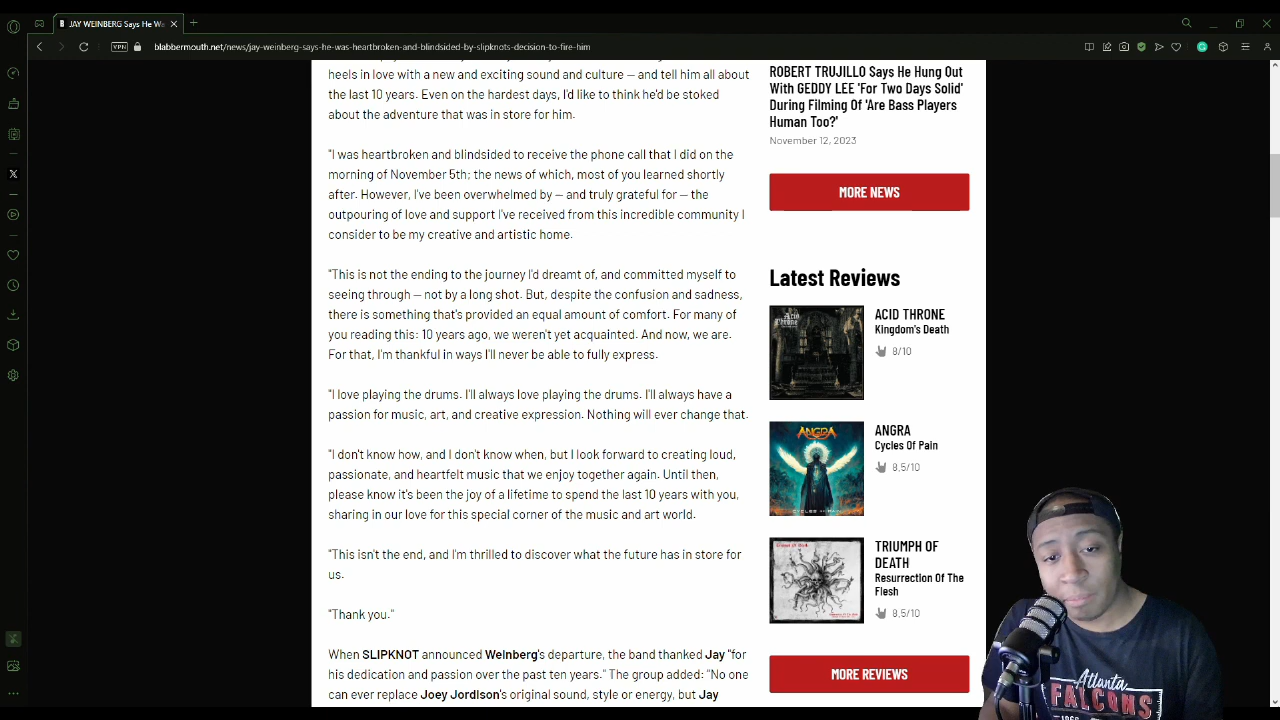 JAY WEINBERG Says He Wa
VPN
blabbermouth.net/news/jay-weinberg-says-he-was-heartbroken-and-blindsided-by-slipknots-decision-to-fire-him
heels in love with a new and exciting sound and culture — and tell him all about
the last 10 years. Even on the hardest days, I'd like to think he'd be stoked
about the adventure that was in store for him.
"I was heartbroken and blindsided to receive the phone call that I did on the
morning of November 5th; the news of which, most of you learned shortly
after. However, I've been overwhelmed by — and truly grateful for — the
outpouring of love and support I've received from this incredible community I
consider to be my creative and artistic home.
"This is not the ending to the journey I'd dreamt of, and committed myself to
seeing through — not by a long shot. But, despite the confusion and sadness,
there is something that's provided an equal amount of comfort. For many of
you reading this: 10 years ago, we weren't yet acquainted. And now, we are.
For that, I'm thankful in ways I'll never be able to fully express.
"I love playing the drums. I'll always love playing the drums. I'll always have a
passion for music, art, and creative expression. Nothing will ever change that.
"I don't know how, and I don't know when, but I look forward to creating loud,
passionate, and heartfelt music that we enjoy together again. Until then,
please know it's been the joy of a lifetime to spend the last 10 years with you,
sharing in our love for this special corner of the music and art world.
"This isn't the end, and I'm thrilled to discover what the future has in store for
us.
"Thank you."
When SLIPKNOT announced Weinberg's departure, the band thanked Jay "for
his dedication and passion over the past ten years." The group added: "No one
can ever replace Joey Jordison's original sound, style or energy, but Jay
ROBERT TRUJILLO Says He Hung Out
With GEDDY LEE 'For Two Days Solid'
During Filming Of 'Are Bass Players
Human Too?'
November 12, 2023
MORE NEWS
Latest Reviews
ACID THRONE
Kingdom's Death
8/10
ANGRA
ANGRA
Cycles Of Pain
8.5/10
CYCLES OF PAIN
TRIUMPH OF
DEATH
Resurrection Of The
Flesh
8.5/10
MORE REVIEWS
Atlanta
FALCONS